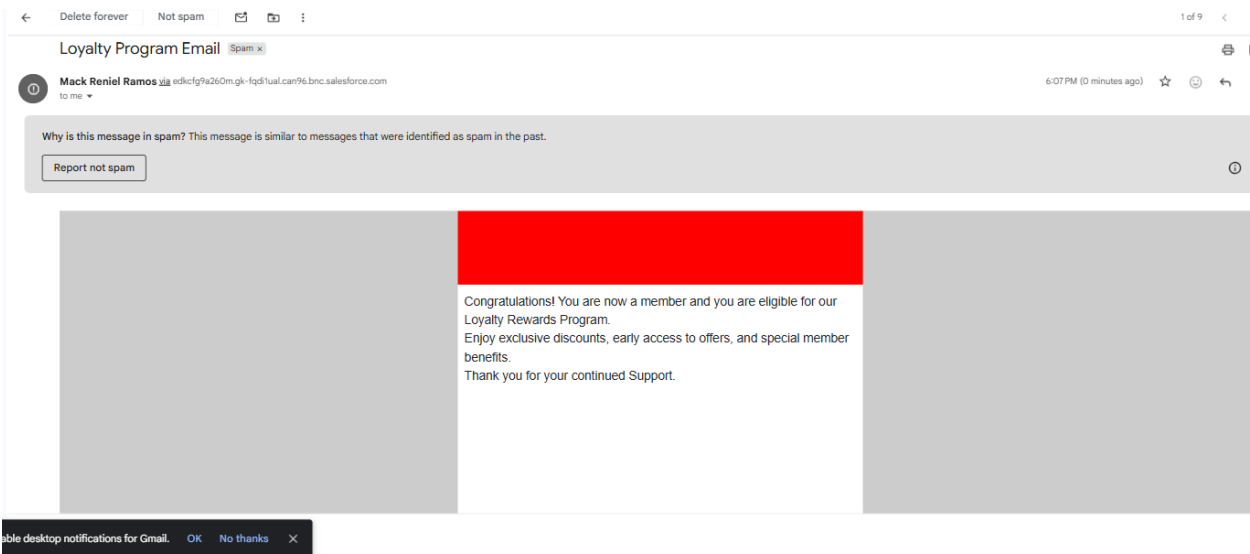 Delete forever
Not spam
1 of 9
Loyalty Program Email
Spam ×
Mack Reniel Ramos via edkcfg9a260m.gk-fqdi1ual.can96.bnc.salesforce.com
6:07 PM (0 minutes ago)
to me
Why is this message in spam? This message is similar to messages that were identified as spam in the past.
Report not spam
Congratulations! You are now a member and you are eligible for our
Loyalty Rewards Program.
Enjoy exclusive discounts, early access to offers, and special member
benefits.
Thank you for your continued Support.
able desktop notifications for Gmail. OK No thanks